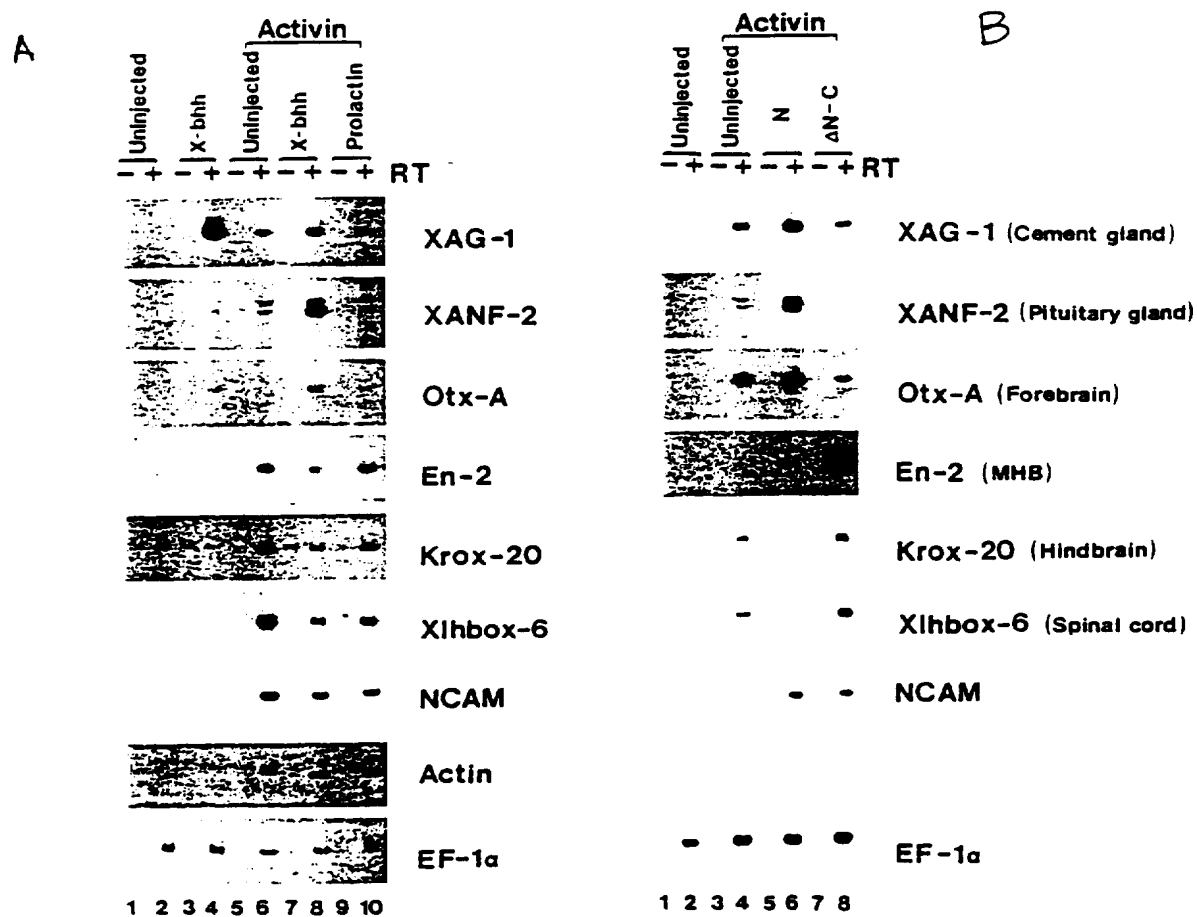 A
Activin
Uninjected
X-bhh
Uninjected
X-bhh
Prolactin
- + - + - + - + - + RT
XAG-1
XANF-2
Otx-A
En-2
Krox-20
Xlhbox-6
NCAM
Actin
EF-1α
1 2 3 4 5 6 7 8 9 10
B
Activin
Uninjected
Uninjected
N
ΔN-C
- + - + - + - + RT
XAG-1 (Cement gland)
XANF-2 (Pituitary gland)
Otx-A (Forebrain)
En-2 (MHB)
Krox-20 (Hindbrain)
Xlhbox-6 (Spinal cord)
NCAM
EF-1α
1 2 3 4 5 6 7 8